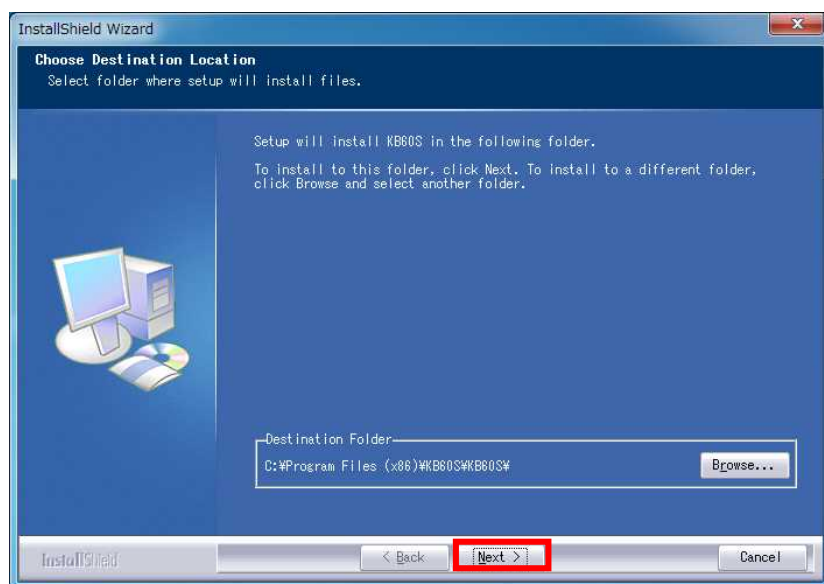 InstallShield Wizard
Choose Destination Location
Select folder where setup will install files.
Setup will install KB60S in the following folder.
To install to this folder, click Next. To install to a different folder,
click Browse and select another folder.
Destination Folder
C:¥Program Files (x86)¥KB60S¥KB60S¥
Browse...
InstallShield
< Back
Next >
Cancel